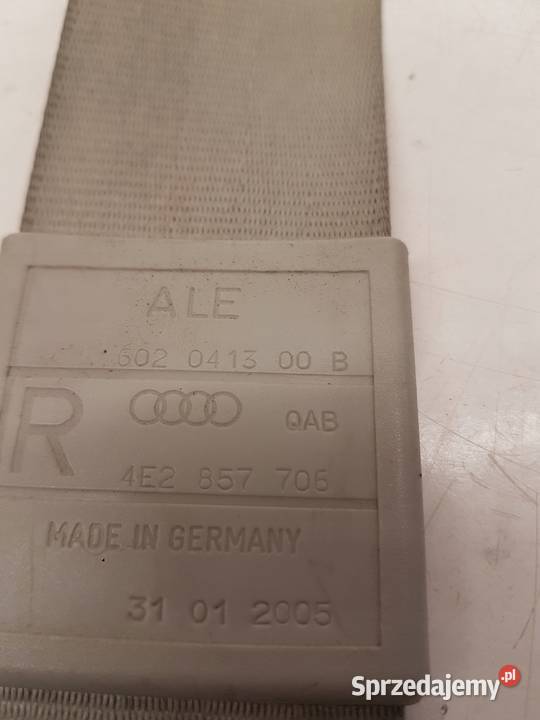 ALE
602 0413 00 B
R
QAB
4E2 857 706
MADE IN GERMANY
31 01 2005
Sprzedajemy.pl